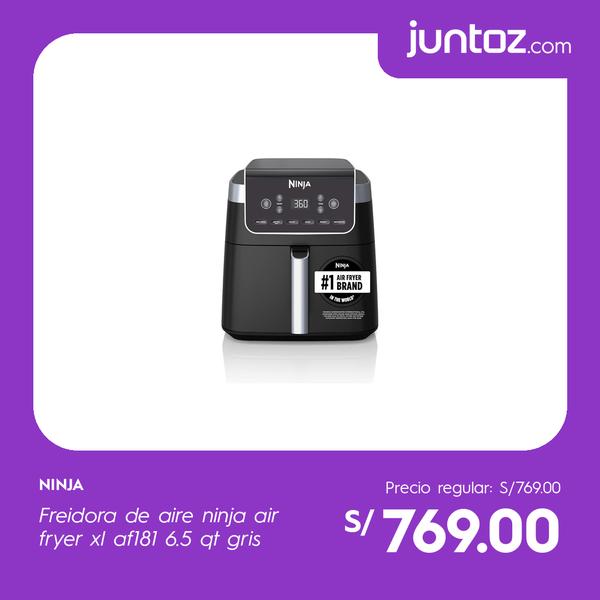 juntoz.com
NINJA
360
NINJA
#1 AIR FRYER
BRAND
IN THE WORLD*
NINJA
Freidora de aire ninja air
fryer xl af181 6.5 qt gris
Precio regular: S/769.00
S/ 769.00